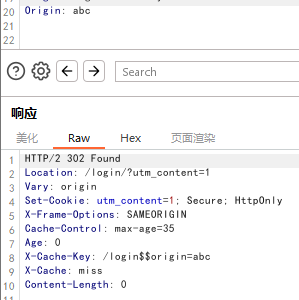 20 Origin: abc
21
22
Search
响应
美化 Raw Hex 页面渲染
1 HTTP/2 302 Found
2 Location: /login/?utm_content=1
3 Vary: origin
4 Set-Cookie: utm_content=1; Secure; HttpOnly
5 X-Frame-Options: SAMEORIGIN
6 Cache-Control: max-age=35
7 Age: 0
8 X-Cache-Key: /login$$origin=abc
9 X-Cache: miss
10 Content-Length: 0